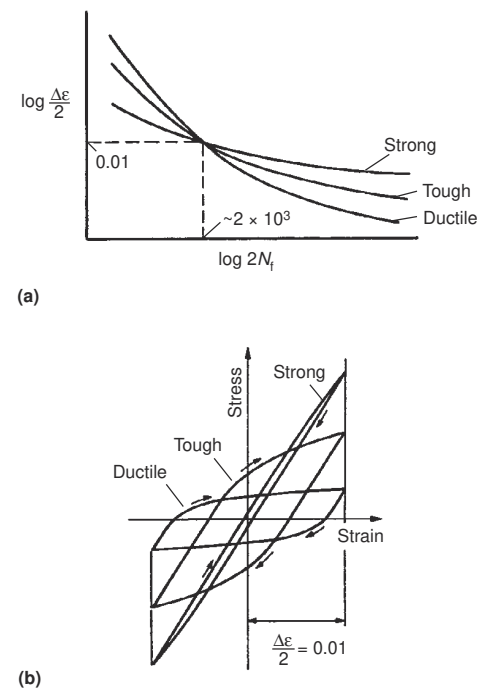 log Δε/2
0.01
Strong
Tough
Ductile
~2 × 10³
log 2Nf
(a)
Stress
Strong
Tough
Ductile
Strain
Δε/2 = 0.01
(b)